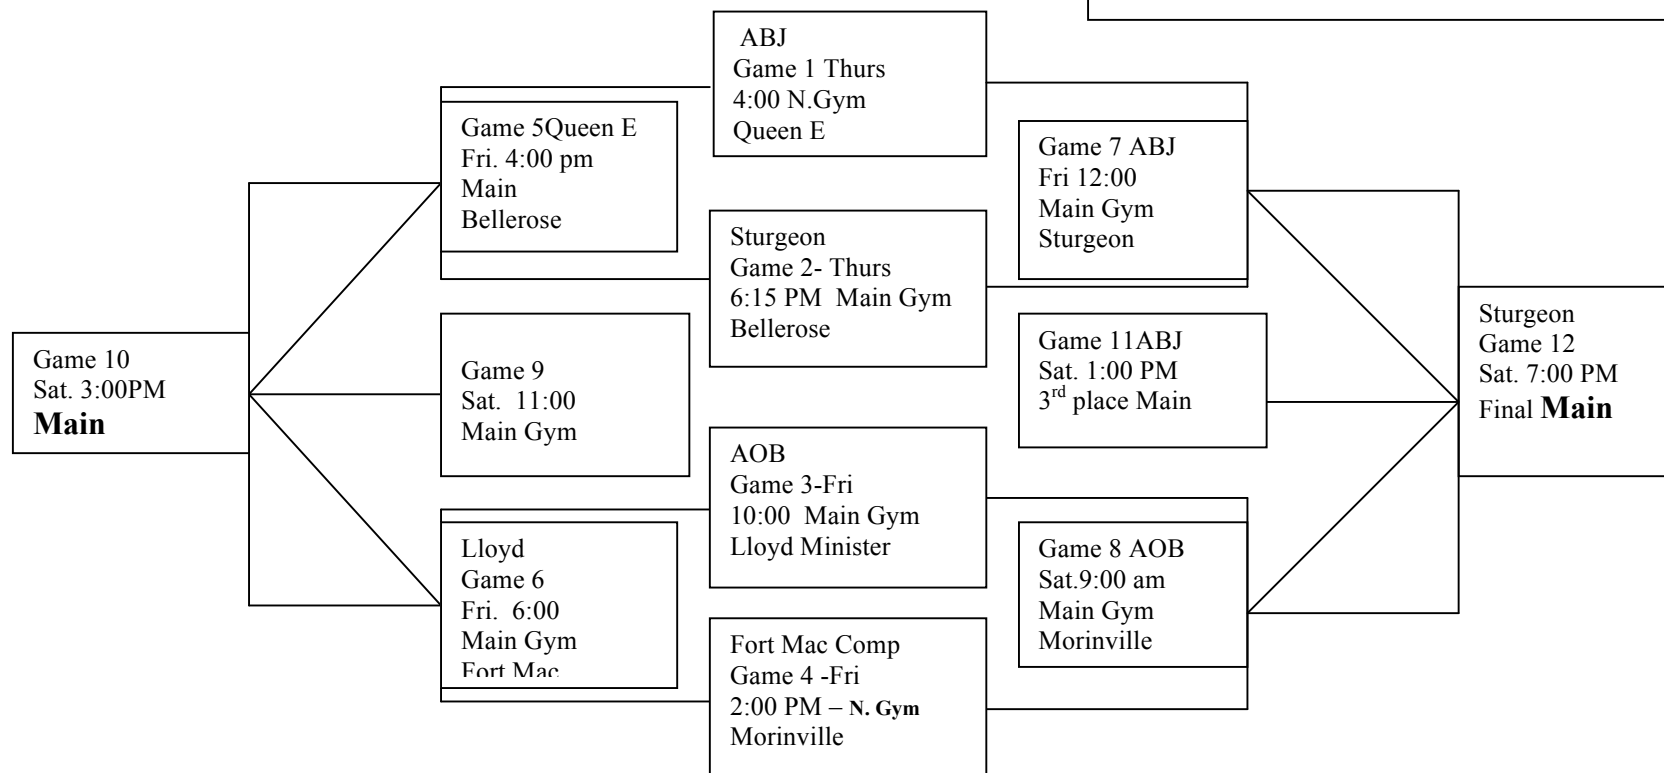 ABJ
Game 1 Thurs
4:00 N.Gym
Queen E
Game 5Queen E
Fri. 4:00 pm
Main
Bellerose
Game 7 ABJ
Fri 12:00
Main Gym
Sturgeon
Sturgeon
Game 2- Thurs
6:15 PM  Main Gym
Bellerose
Game 10
Sat. 3:00PM
Main
Game 9
Sat.  11:00
Main Gym
Game 11ABJ
Sat. 1:00 PM
3rd place Main
Sturgeon
Game 12
Sat. 7:00 PM
Final Main
AOB
Game 3-Fri
10:00  Main Gym
Lloyd Minister
Lloyd
Game 6
Fri.  6:00
Main Gym
Fort Mac
Game 8 AOB
Sat.9:00 am
Main Gym
Morinville
Fort Mac Comp
Game 4 -Fri
2:00 PM – N. Gym
Morinville